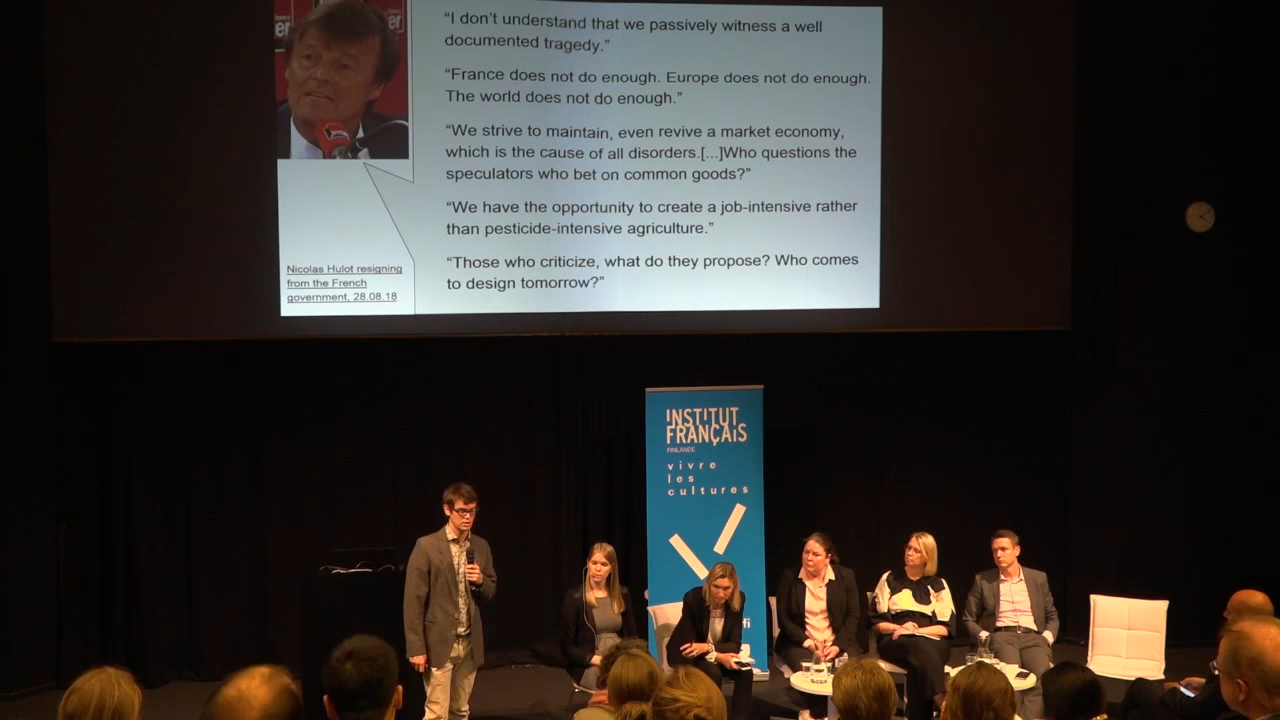 er
er
“I don’t understand that we passively witness a well
documented tragedy.”
“France does not do enough. Europe does not do enough.
The world does not do enough.”
“We strive to maintain, even revive a market economy,
which is the cause of all disorders.[...]Who questions the
speculators who bet on common goods?”
“We have the opportunity to create a job-intensive rather
than pesticide-intensive agriculture.”
“Those who criticize, what do they propose? Who comes
to design tomorrow?”
Nicolas Hulot resigning
from the French
government, 28.08.18
INSTITUT
FRANÇAIS
FINLANDE
vivre
les
cultures
fi